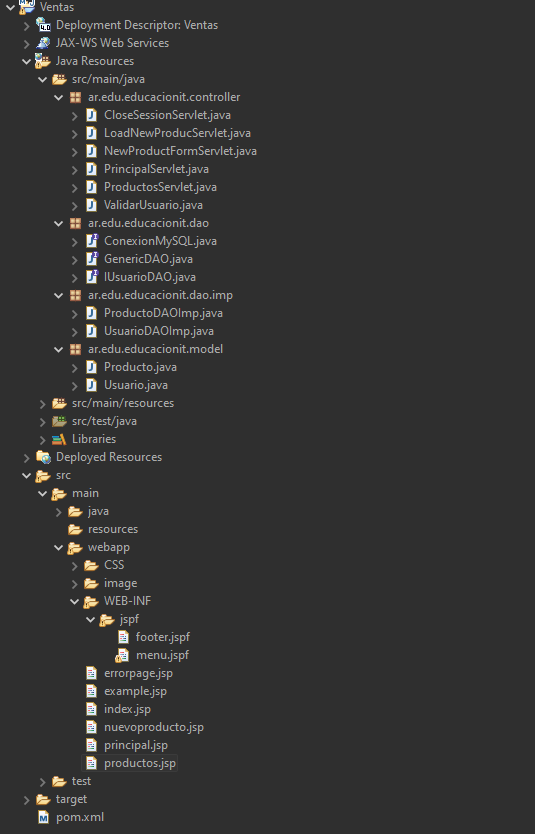 Ventas
Deployment Descriptor: Ventas
JAX-WS Web Services
Java Resources
src/main/java
ar.edu.educacionit.controller
CloseSessionServlet.java
LoadNewProducServlet.java
NewProductFormServlet.java
PrincipalServlet.java
ProductosServlet.java
ValidarUsuario.java
ar.edu.educacionit.dao
ConexionMySQL.java
GenericDAO.java
IUsuarioDAO.java
ar.edu.educacionit.dao.imp
ProductoDAOImp.java
UsuarioDAOImp.java
ar.edu.educacionit.model
Producto.java
Usuario.java
src/main/resources
src/test/java
Libraries
Deployed Resources
src
main
java
resources
webapp
CSS
image
WEB-INF
jspf
footer.jspf
menu.jspf
errorpage.jsp
example.jsp
index.jsp
nuevoproducto.jsp
principal.jsp
productos.jsp
test
target
pom.xml